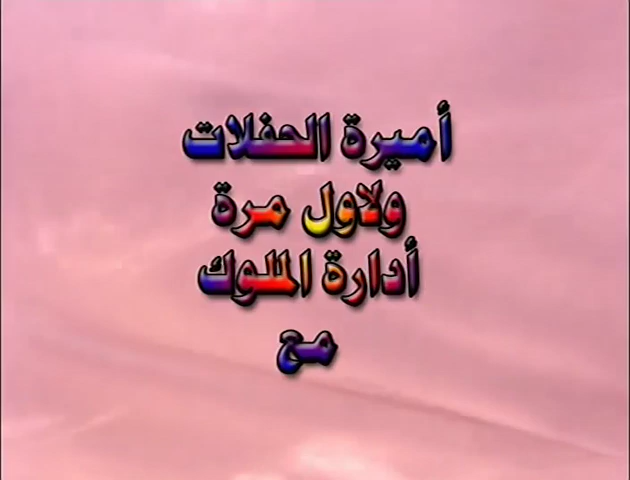 أميرة الحفلات
ولاول مرة
أدارة الملوك
مع